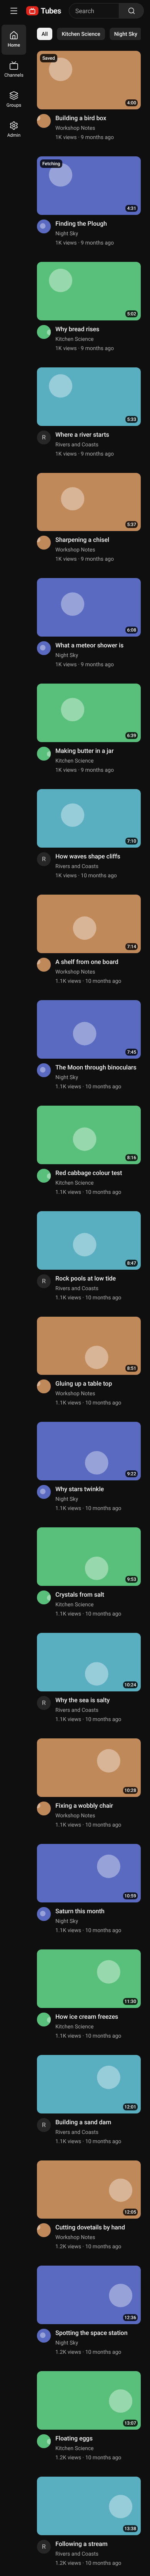 Tubes
Search
Home
Channels
Groups
Admin
All
Kitchen Science
Night Sky
Saved
4:00
Building a bird box
Workshop Notes
1K views · 9 months ago
Fetching
4:31
Finding the Plough
Night Sky
1K views · 9 months ago
5:02
Why bread rises
Kitchen Science
1K views · 9 months ago
5:33
R
Where a river starts
Rivers and Coasts
1K views · 9 months ago
5:37
Sharpening a chisel
Workshop Notes
1K views · 9 months ago
6:08
What a meteor shower is
Night Sky
1K views · 9 months ago
6:39
Making butter in a jar
Kitchen Science
1K views · 9 months ago
7:10
R
How waves shape cliffs
Rivers and Coasts
1K views · 10 months ago
7:14
A shelf from one board
Workshop Notes
1.1K views · 10 months ago
7:45
The Moon through binoculars
Night Sky
1.1K views · 10 months ago
8:16
Red cabbage colour test
Kitchen Science
1.1K views · 10 months ago
8:47
R
Rock pools at low tide
Rivers and Coasts
1.1K views · 10 months ago
8:51
Gluing up a table top
Workshop Notes
1.1K views · 10 months ago
9:22
Why stars twinkle
Night Sky
1.1K views · 10 months ago
9:53
Crystals from salt
Kitchen Science
1.1K views · 10 months ago
10:24
R
Why the sea is salty
Rivers and Coasts
1.1K views · 10 months ago
10:28
Fixing a wobbly chair
Workshop Notes
1.1K views · 10 months ago
10:59
Saturn this month
Night Sky
1.1K views · 10 months ago
11:30
How ice cream freezes
Kitchen Science
1.1K views · 10 months ago
12:01
R
Building a sand dam
Rivers and Coasts
1.1K views · 10 months ago
12:05
Cutting dovetails by hand
Workshop Notes
1.2K views · 10 months ago
12:36
Spotting the space station
Night Sky
1.2K views · 10 months ago
13:07
Floating eggs
Kitchen Science
1.2K views · 10 months ago
13:38
R
Following a stream
Rivers and Coasts
1.2K views · 10 months ago